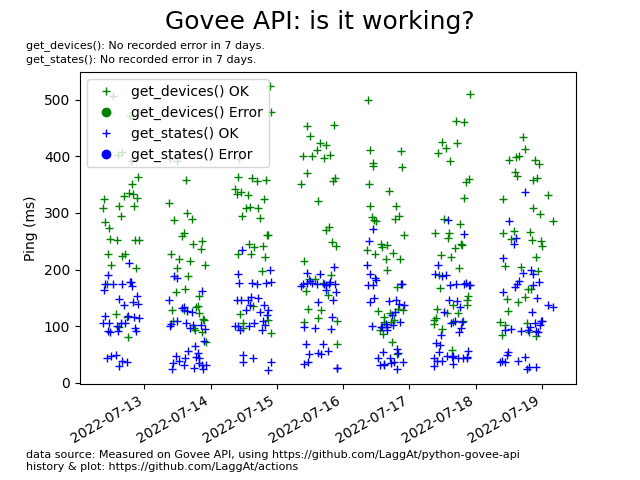 Govee API: is it working?
get_devices(): No recorded error in 7 days.
get_states(): No recorded error in 7 days.
get_devices() OK
get_devices() Error
get_states() OK
get_states() Error
Ping (ms)
500
400
300
200
100
0
2022-07-13
2022-07-14
2022-07-15
2022-07-16
2022-07-17
2022-07-18
2022-07-19
data source: Measured on Govee API, using https://github.com/LaggAt/python-govee-api
history & plot: https://github.com/LaggAt/actions